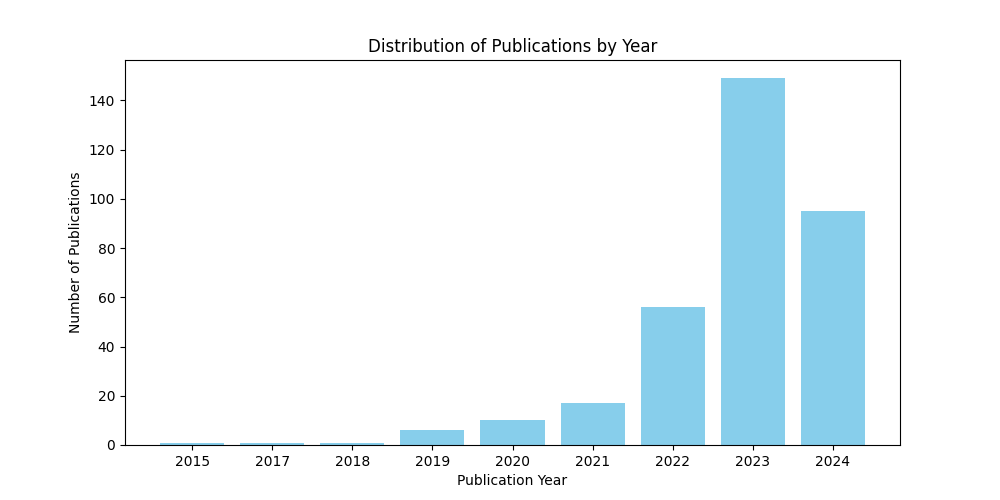 Distribution of Publications by Year
Number of Publications
140
120
100
80
60
40
20
0
2015 2017 2018 2019 2020 2021 2022 2023 2024
Publication Year